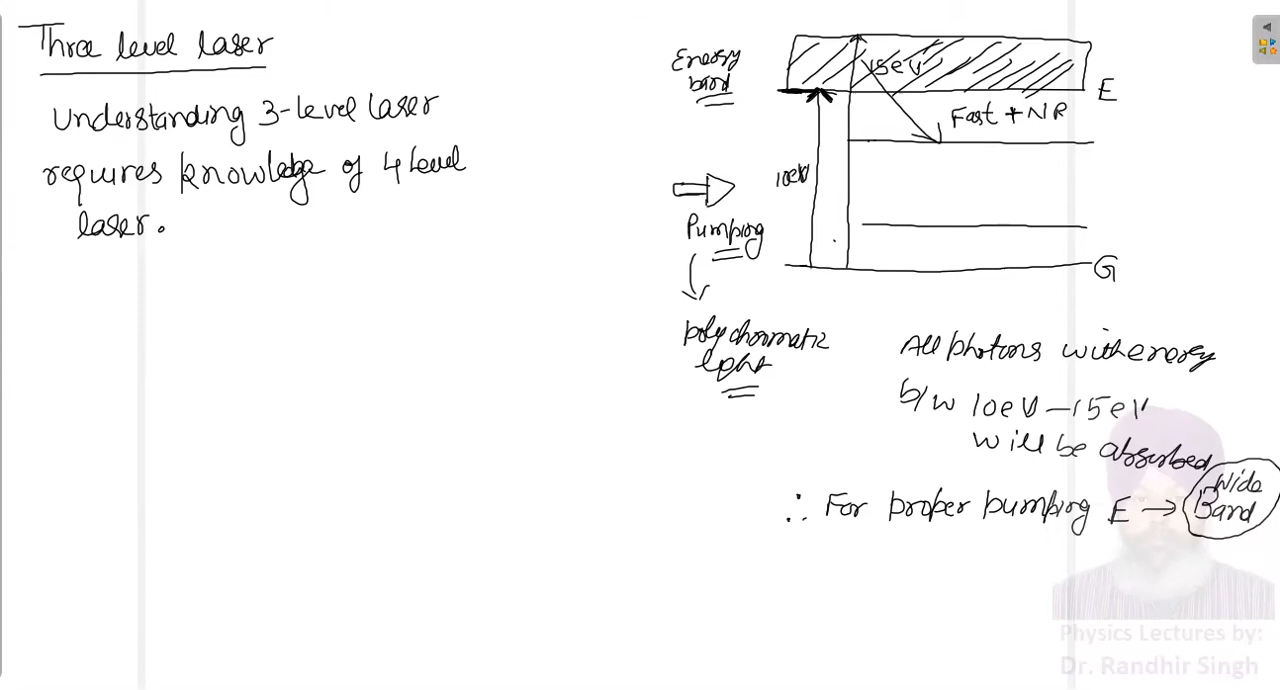 Three level laser
Understanding 3-level laser
requires knowledge of 4 level
laser.
Energy
band
15eV
E
Fast + NR
10eV
Pumping
G
polychromatic
light
All photons with energy
b/w 10eV – 15eV
will be absorbed
∴ For proper pumping E → Wide
Band
Physics Lectures by:
Dr. Randhir Singh